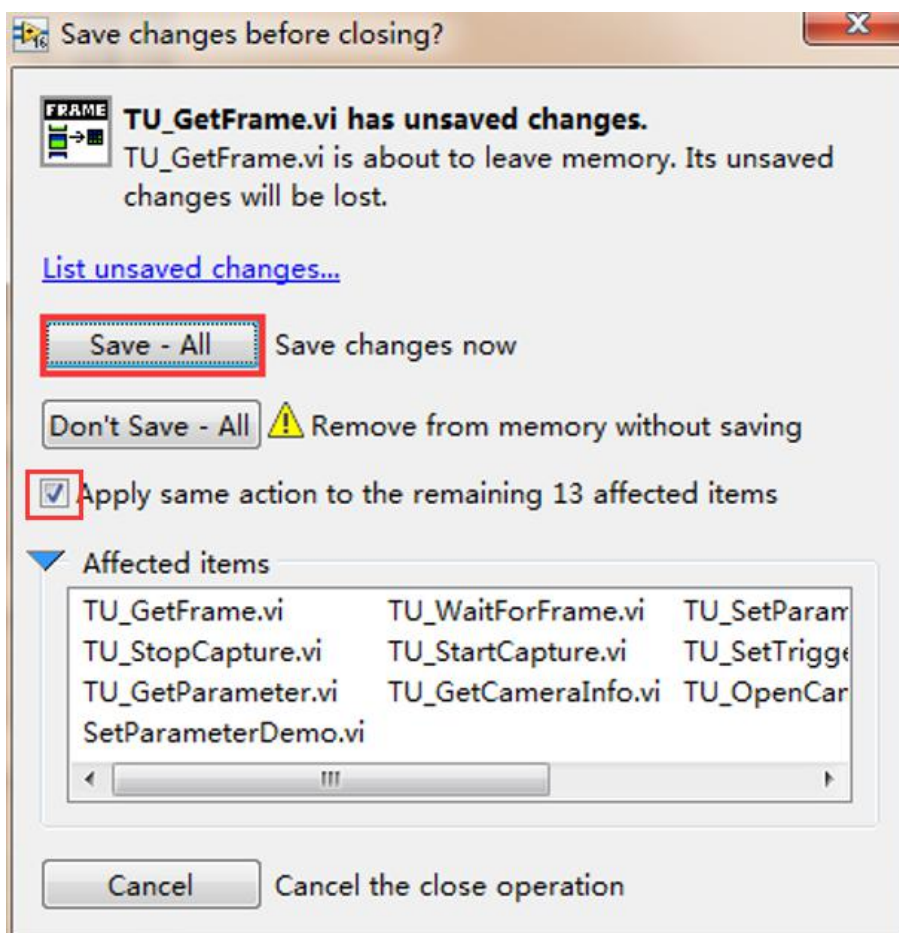 Save changes before closing?
FRAME
TU_GetFrame.vi has unsaved changes.
TU_GetFrame.vi is about to leave memory. Its unsaved
changes will be lost.
List unsaved changes...
Save - All Save changes now
Don't Save - All Remove from memory without saving
Apply same action to the remaining 13 affected items
Affected items
TU_GetFrame.vi TU_WaitForFrame.vi TU_SetParam
TU_StopCapture.vi TU_StartCapture.vi TU_SetTrigge
TU_GetParameter.vi TU_GetCameraInfo.vi TU_OpenCar
SetParameterDemo.vi
Cancel Cancel the close operation